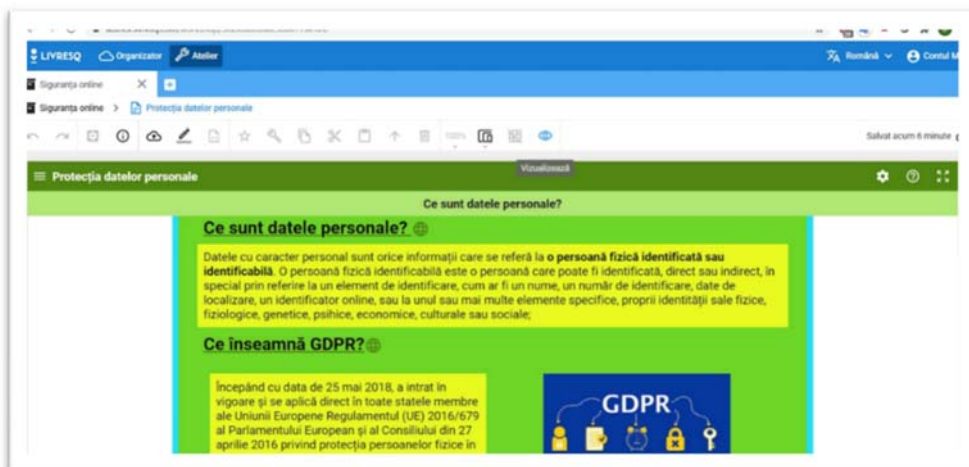 LIVRESQ Organizator Atelier Română Contul M
Siguranța online
Siguranța online > Protecția datelor personale
Salvat acum 6 minute
Vizualizează
Protecția datelor personale
Ce sunt datele personale?
Ce sunt datele personale?
Datele cu caracter personal sunt orice informații care se referă la o persoană fizică identificată sau
identificabilă. O persoană fizică identificabilă este o persoană care poate fi identificată, direct sau indirect, în
special prin referire la un element de identificare, cum ar fi un nume, un număr de identificare, date de
localizare, un identificator online, sau la unul sau mai multe elemente specifice, proprii identității sale fizice,
fiziologice, genetice, psihice, economice, culturale sau sociale;
Ce înseamnă GDPR?
Începând cu data de 25 mai 2018, a intrat în
vigoare și se aplică direct în toate statele membre
ale Uniunii Europene Regulamentul (UE) 2016/679
al Parlamentului European și al Consiliului din 27
aprilie 2016 privind protecția persoanelor fizice în
GDPR